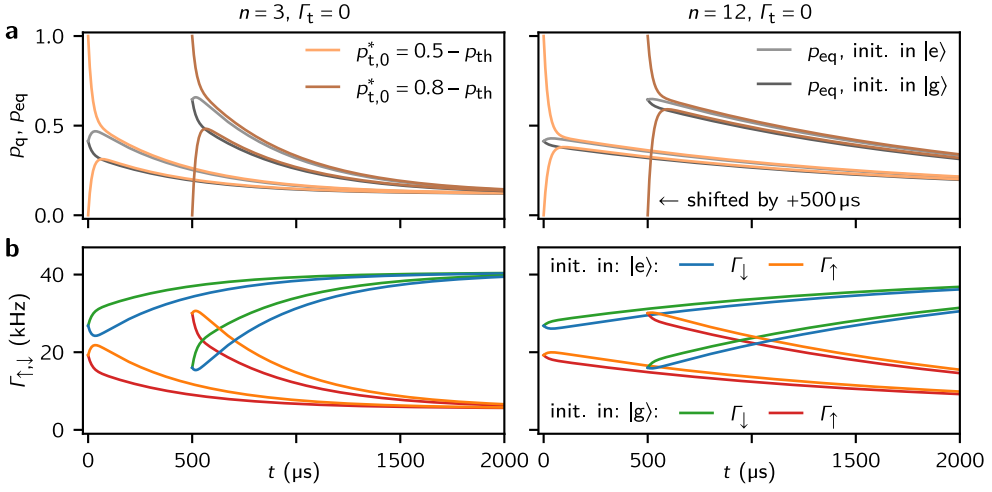 n = 3, Γt = 0
n = 12, Γt = 0
a
pq, peq
1.0
0.5
0.0
p*t,0 = 0.5 − pth
p*t,0 = 0.8 − pth
peq, init. in |e⟩
peq, init. in |g⟩
← shifted by +500 μs
b
Γ↑,↓ (kHz)
40
20
0
init. in: |e⟩: Γ↓ Γ↑
init. in: |g⟩: Γ↓ Γ↑
0 500 1000 1500 2000
0 500 1000 1500 2000
t (μs)
t (μs)